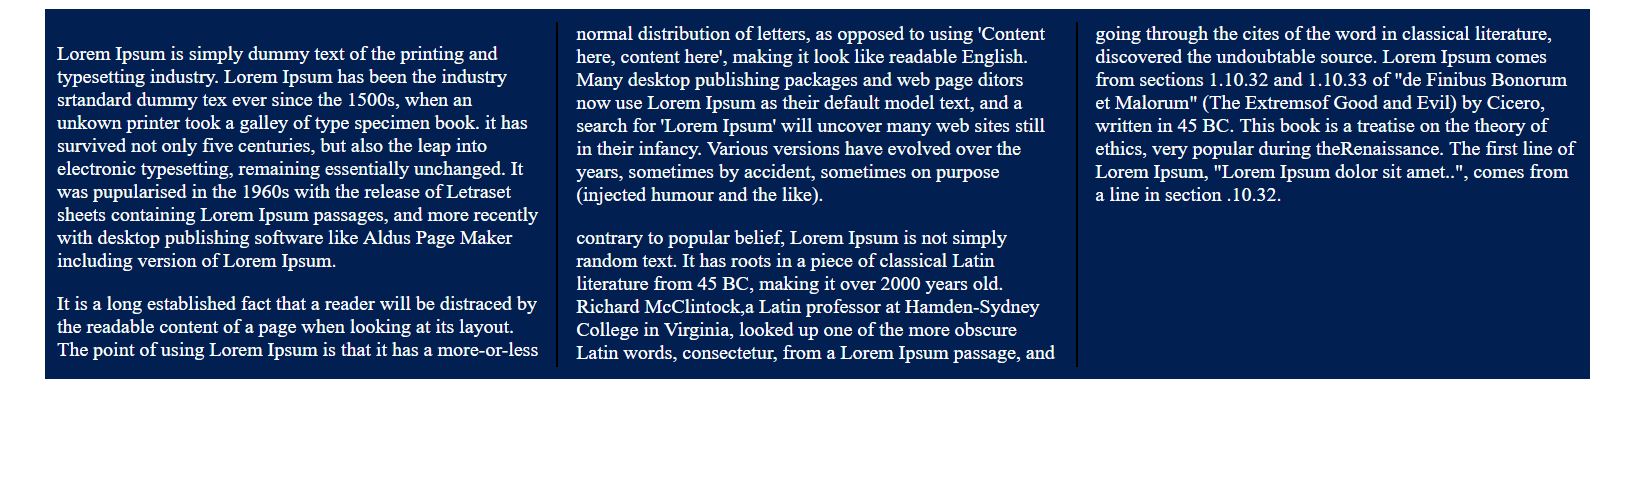 Lorem Ipsum is simply dummy text of the printing and
typesetting industry. Lorem Ipsum has been the industry
srtandard dummy tex ever since the 1500s, when an
unkown printer took a galley of type specimen book. it has
survived not only five centuries, but also the leap into
electronic typesetting, remaining essentially unchanged. It
was pupularised in the 1960s with the release of Letraset
sheets containing Lorem Ipsum passages, and more recently
with desktop publishing software like Aldus Page Maker
including version of Lorem Ipsum.
It is a long established fact that a reader will be distraced by
the readable content of a page when looking at its layout.
The point of using Lorem Ipsum is that it has a more-or-less
normal distribution of letters, as opposed to using 'Content
here, content here', making it look like readable English.
Many desktop publishing packages and web page ditors
now use Lorem Ipsum as their default model text, and a
search for 'Lorem Ipsum' will uncover many web sites still
in their infancy. Various versions have evolved over the
years, sometimes by accident, sometimes on purpose
(injected humour and the like).
contrary to popular belief, Lorem Ipsum is not simply
random text. It has roots in a piece of classical Latin
literature from 45 BC, making it over 2000 years old.
Richard McClintock,a Latin professor at Hamden-Sydney
College in Virginia, looked up one of the more obscure
Latin words, consectetur, from a Lorem Ipsum passage, and
going through the cites of the word in classical literature,
discovered the undoubtable source. Lorem Ipsum comes
from sections 1.10.32 and 1.10.33 of "de Finibus Bonorum
et Malorum" (The Extremsof Good and Evil) by Cicero,
written in 45 BC. This book is a treatise on the theory of
ethics, very popular during theRenaissance. The first line of
Lorem Ipsum, "Lorem Ipsum dolor sit amet..", comes from
a line in section .10.32.